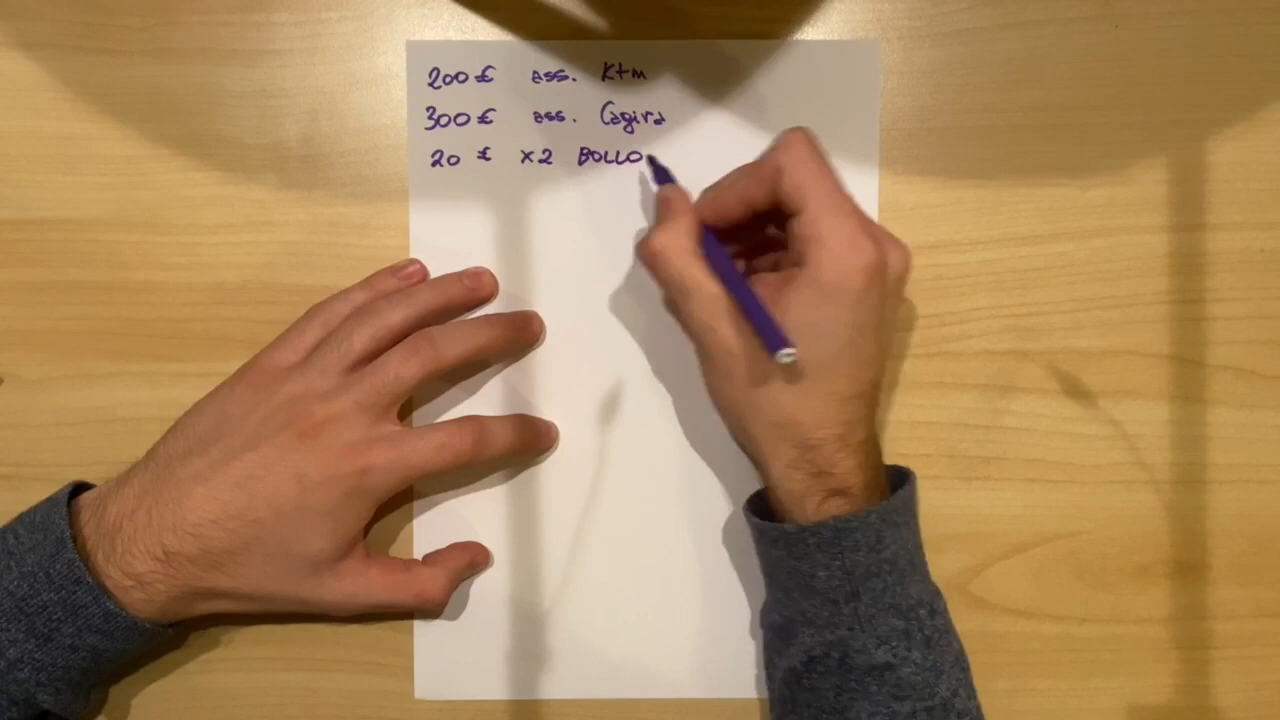 200€ ass. Ktm
300€ ass. Cagiva
20 € x2 BOLLO